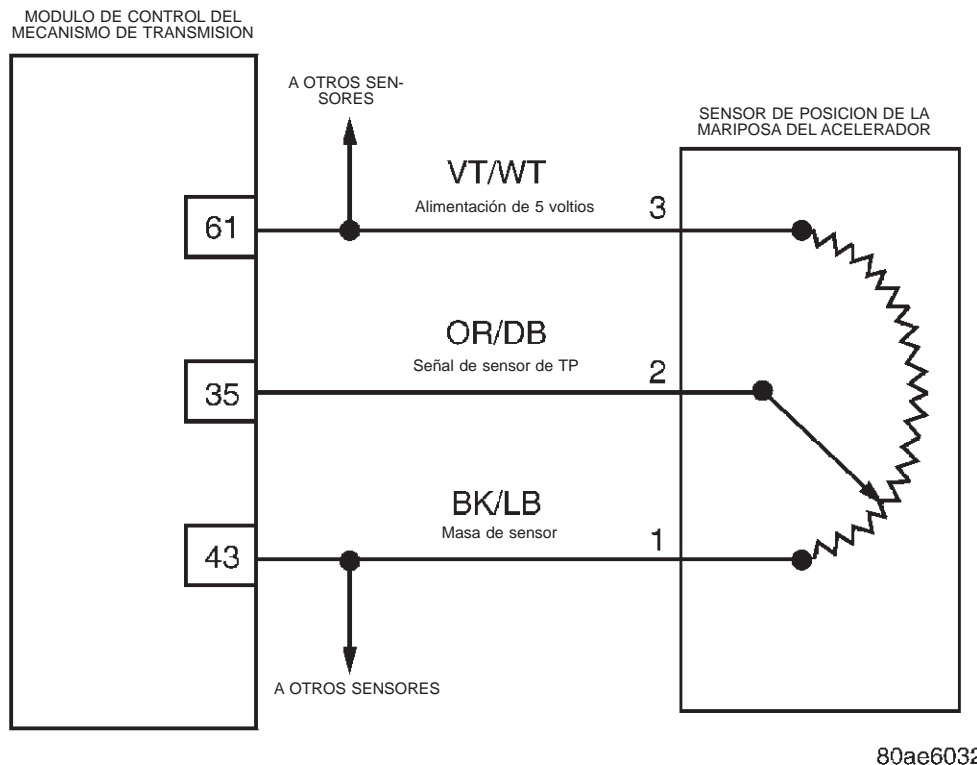 MODULO DE CONTROL DEL
MECANISMO DE TRANSMISION
A OTROS SEN-
SORES
SENSOR DE POSICION DE LA
MARIPOSA DEL ACELERADOR
VT/WT
Alimentación de 5 voltios
3
61
OR/DB
Señal de sensor de TP
2
35
BK/LB
Masa de sensor
1
43
A OTROS SENSORES
80ae6032